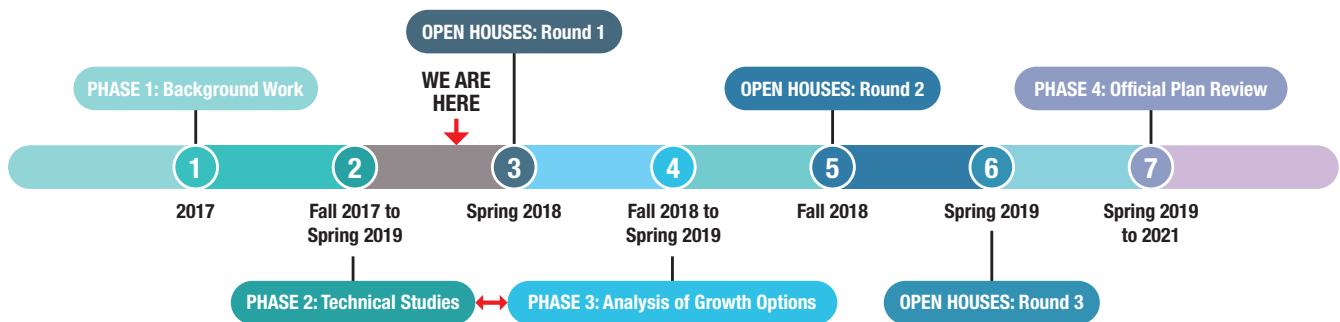 OPEN HOUSES: Round 1
PHASE 1: Background Work
WE ARE
HERE
OPEN HOUSES: Round 2
PHASE 4: Official Plan Review
1
2
3
4
5
6
7
2017
Fall 2017 to
Spring 2019
Spring 2018
Fall 2018 to
Spring 2019
Fall 2018
Spring 2019
Spring 2019
to 2021
PHASE 2: Technical Studies
PHASE 3: Analysis of Growth Options
OPEN HOUSES: Round 3